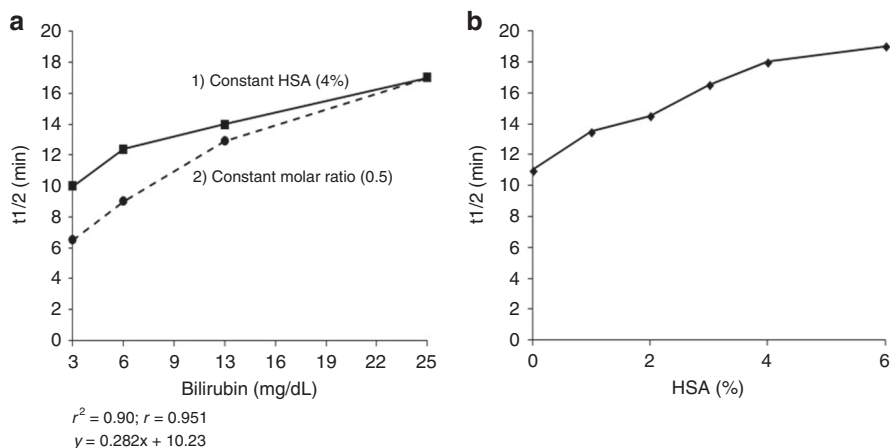 a
20
18
16
14
12
10
8
6
4
2
0
t1/2 (min)
1) Constant HSA (4%)
2) Constant molar ratio (0.5)
3 6 9 13 16 19 22 25
Bilirubin (mg/dL)
r² = 0.90; r = 0.951
y = 0.282x + 10.23
b
20
18
16
14
12
10
8
6
4
2
0
t1/2 (min)
0 2 4 6
HSA (%)